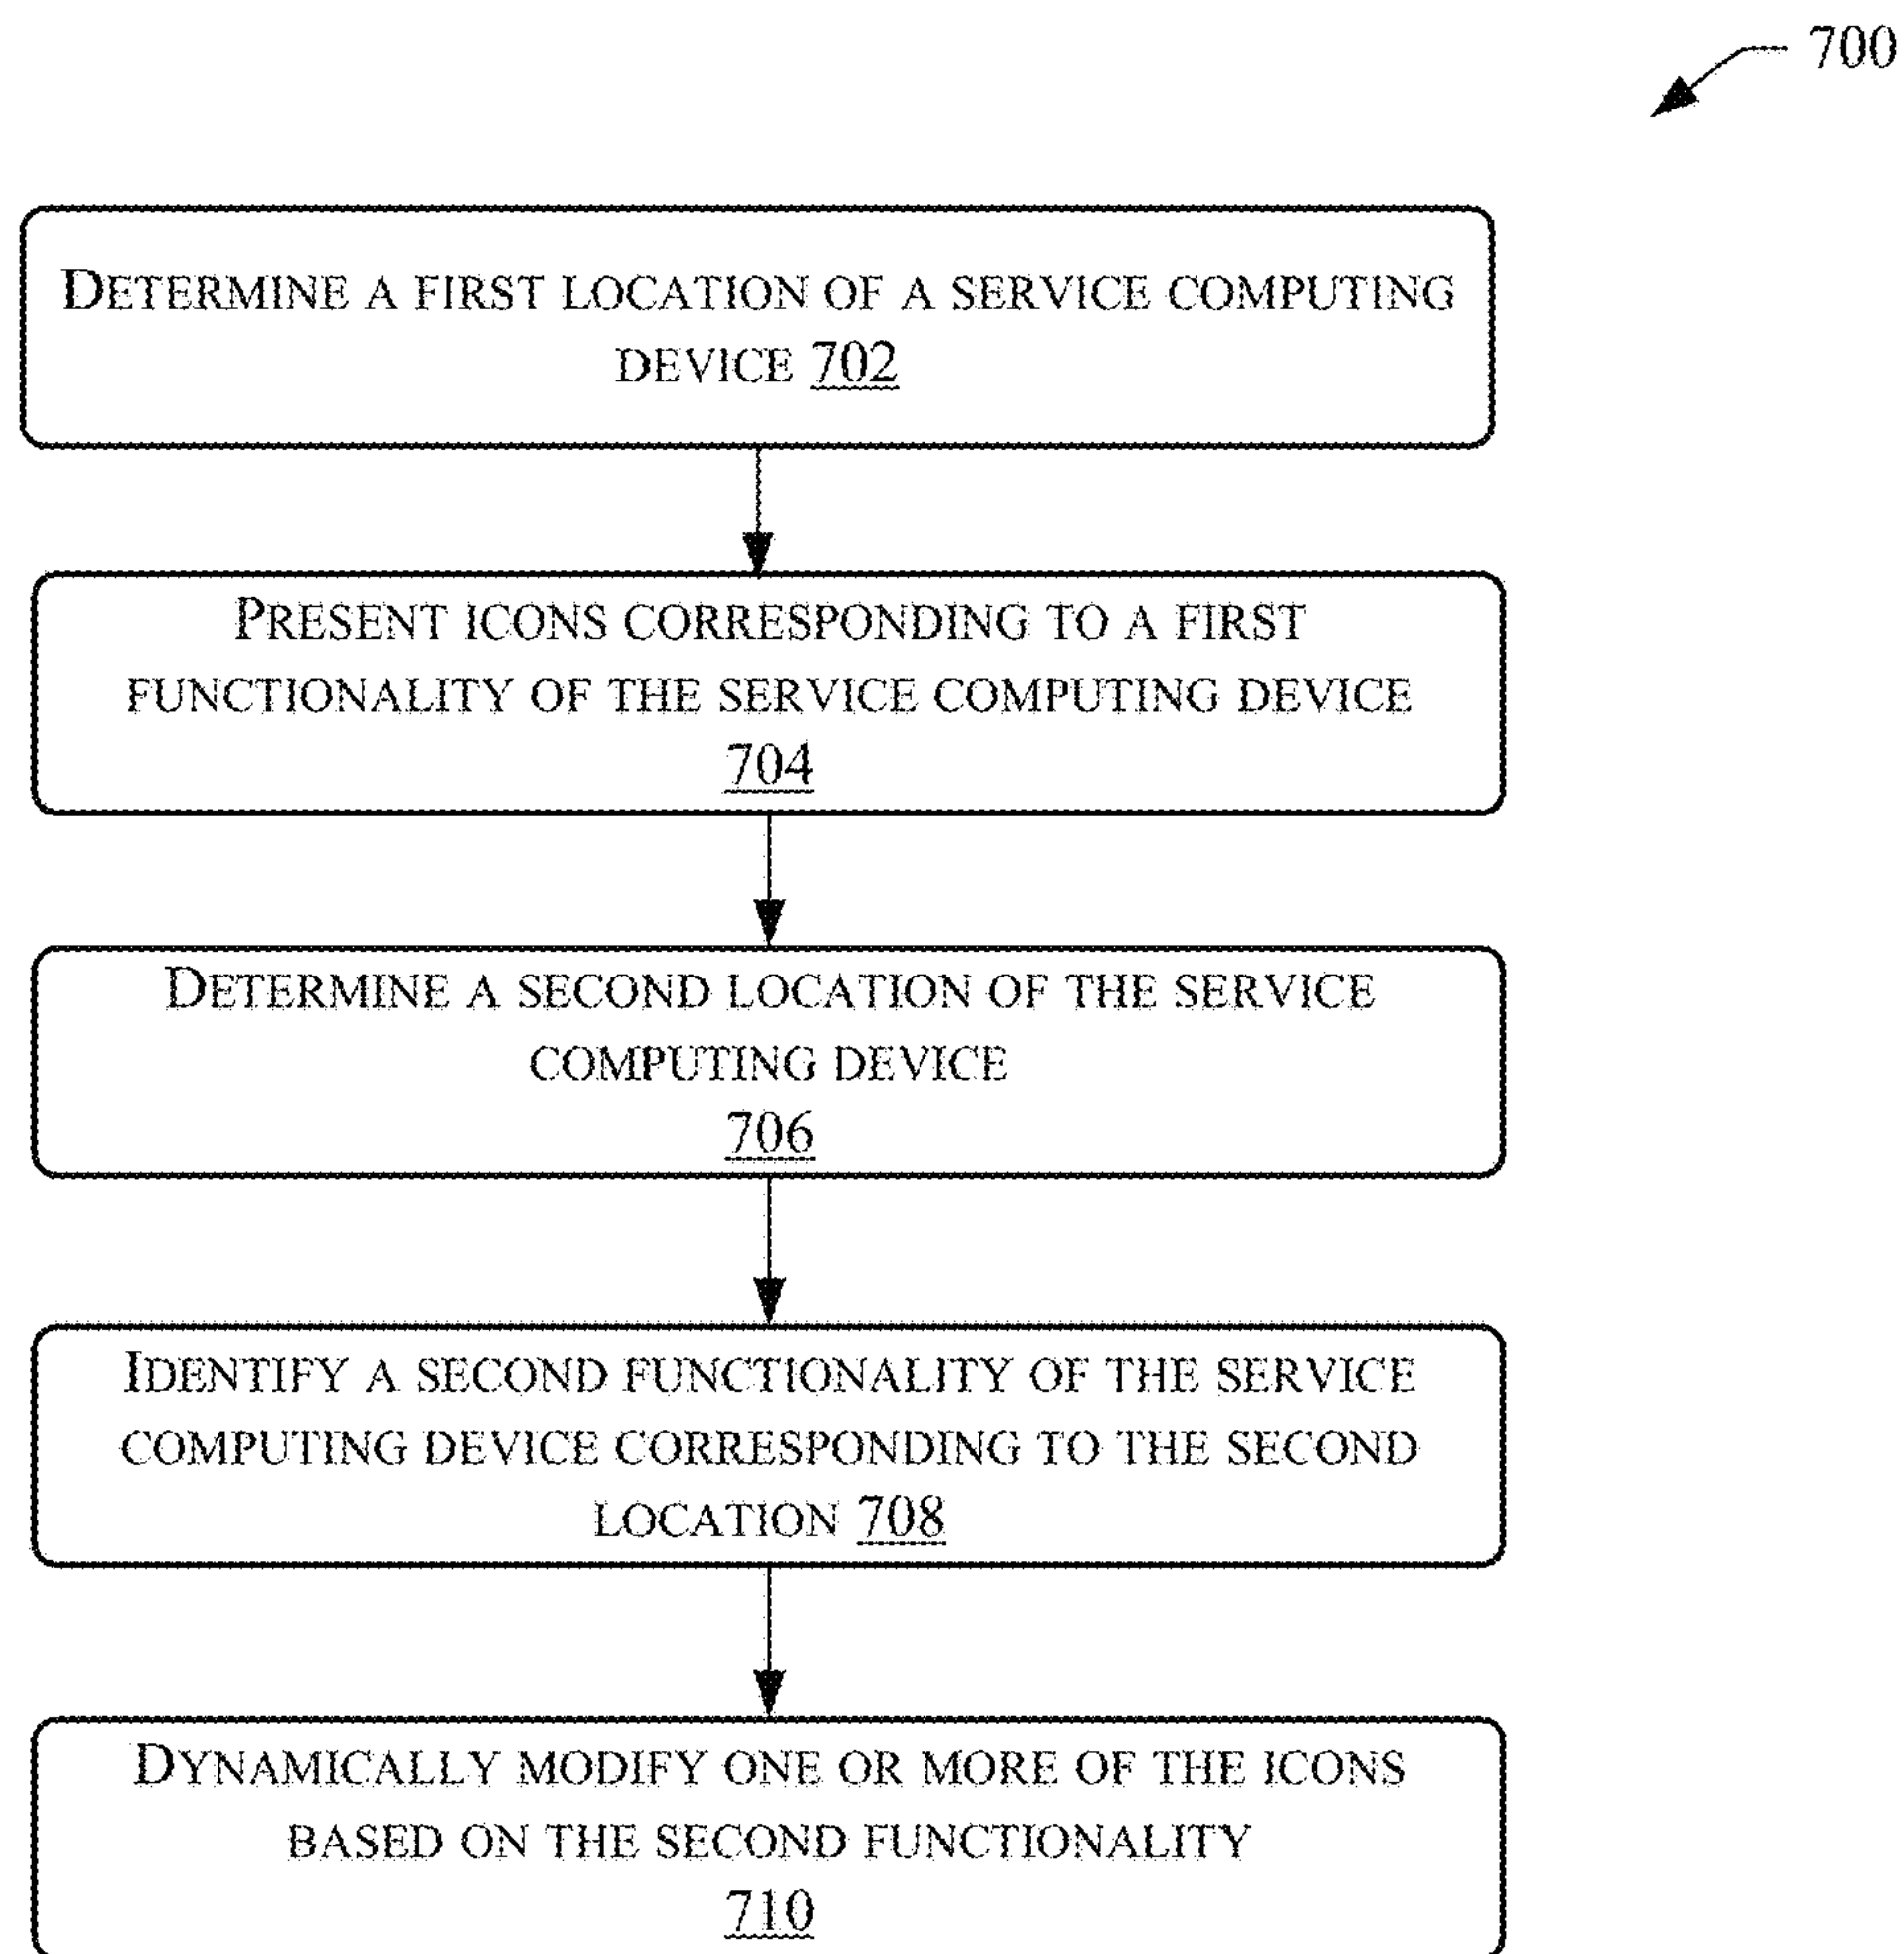 700
DETERMINE A FIRST LOCATION OF A SERVICE COMPUTING
DEVICE 702
PRESENT ICONS CORRESPONDING TO A FIRST
FUNCTIONALITY OF THE SERVICE COMPUTING DEVICE
704
DETERMINE A SECOND LOCATION OF THE SERVICE
COMPUTING DEVICE
706
IDENTIFY A SECOND FUNCTIONALITY OF THE SERVICE
COMPUTING DEVICE CORRESPONDING TO THE SECOND
LOCATION 708
DYNAMICALLY MODIFY ONE OR MORE OF THE ICONS
BASED ON THE SECOND FUNCTIONALITY
710